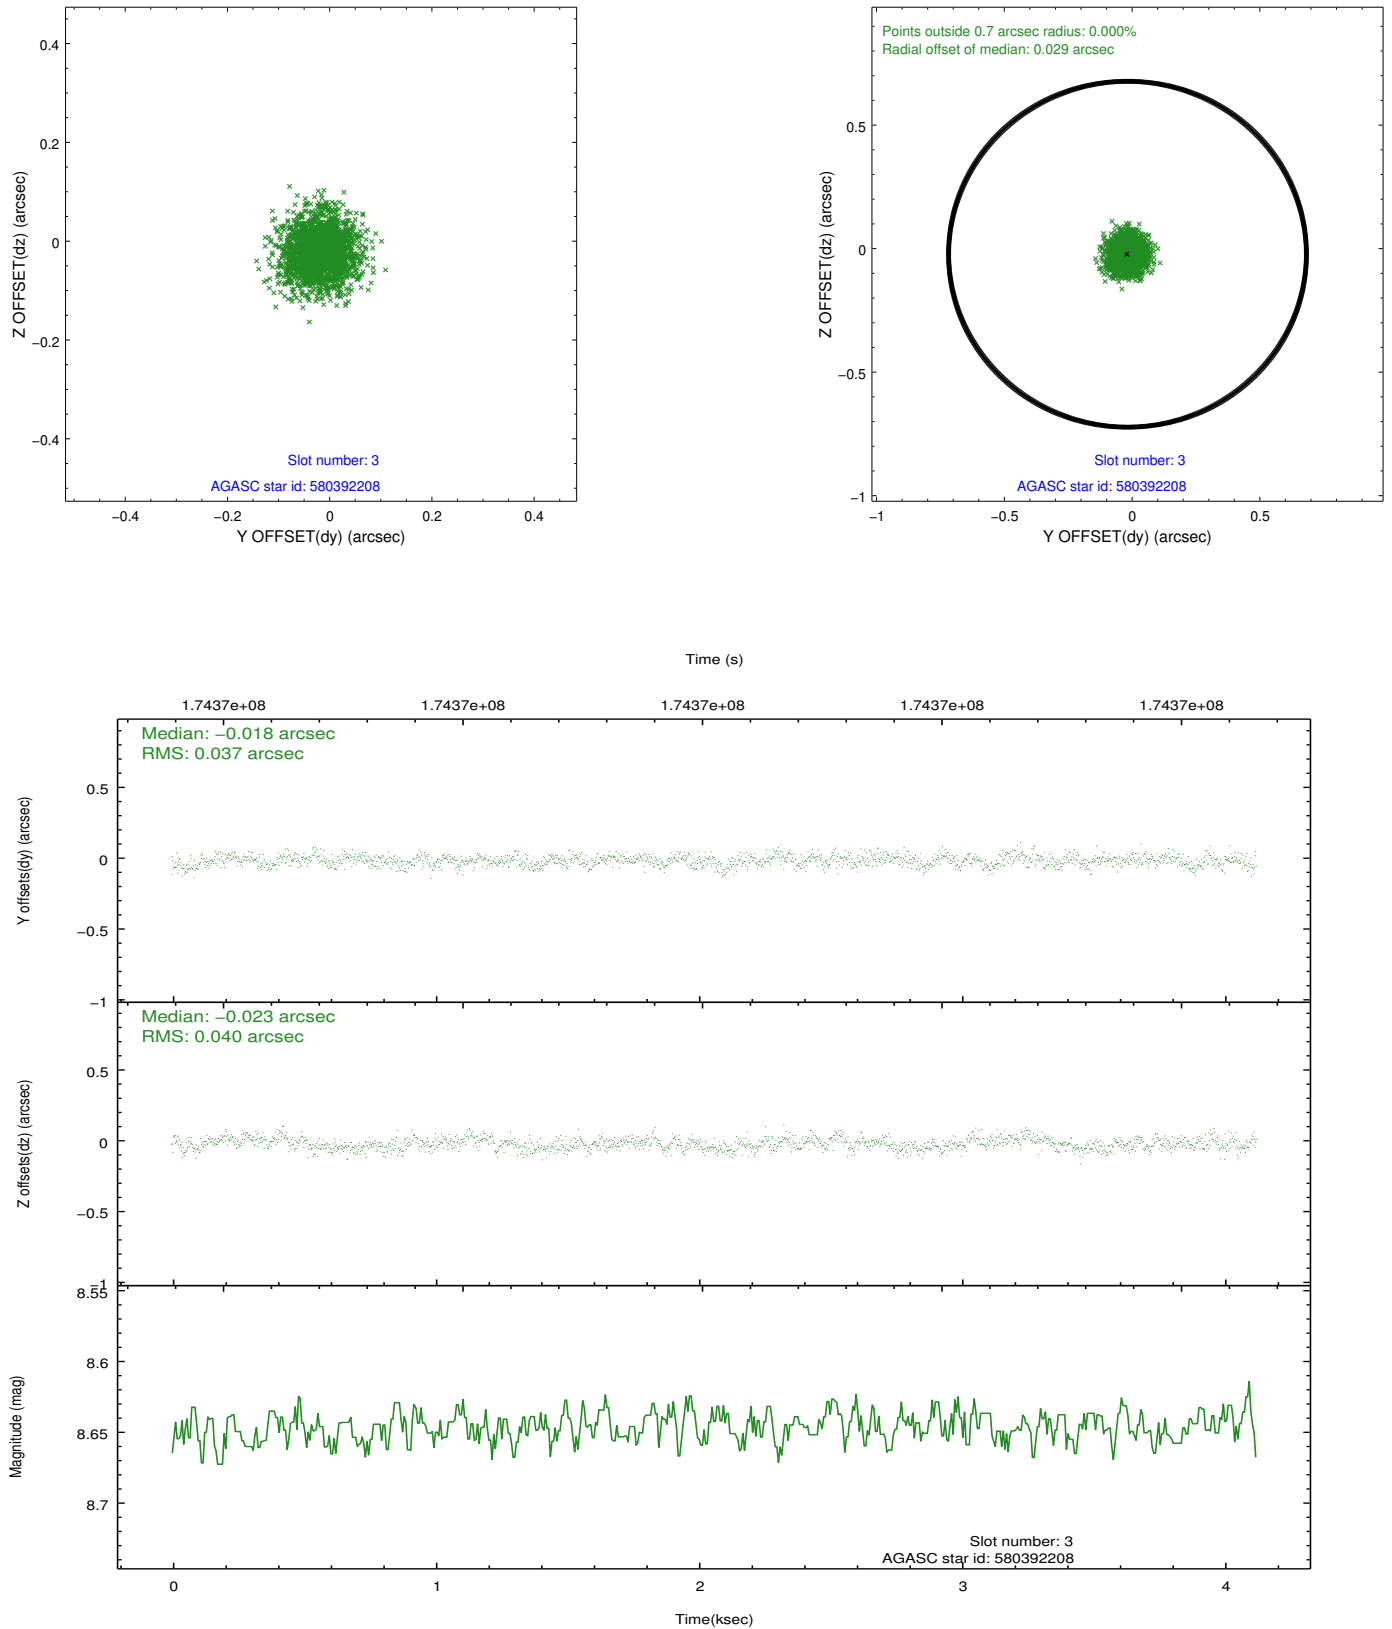 0.4
0.2
0
−0.2
−0.4
Z OFFSET(dz) (arcsec)
Slot number: 3
AGASC star id: 580392208
−0.4 −0.2 0 0.2 0.4
Y OFFSET(dy) (arcsec)
Points outside 0.7 arcsec radius: 0.000%
Radial offset of median: 0.029 arcsec
0.5
0
−0.5
−1
Z OFFSET(dz) (arcsec)
Slot number: 3
AGASC star id: 580392208
−1 −0.5 0 0.5
Y OFFSET(dy) (arcsec)
Time (s)
1.7437e+08 1.7437e+08 1.7437e+08 1.7437e+08 1.7437e+08
Median: −0.018 arcsec
RMS: 0.037 arcsec
0.5
0
−0.5
−1
Y offsets(dy) (arcsec)
Median: −0.023 arcsec
RMS: 0.040 arcsec
0.5
0
−0.5
−1
Z offsets(dz) (arcsec)
8.55
8.6
8.65
8.7
Magnitude (mag)
Slot number: 3
AGASC star id: 580392208
0 1 2 3 4
Time(ksec)